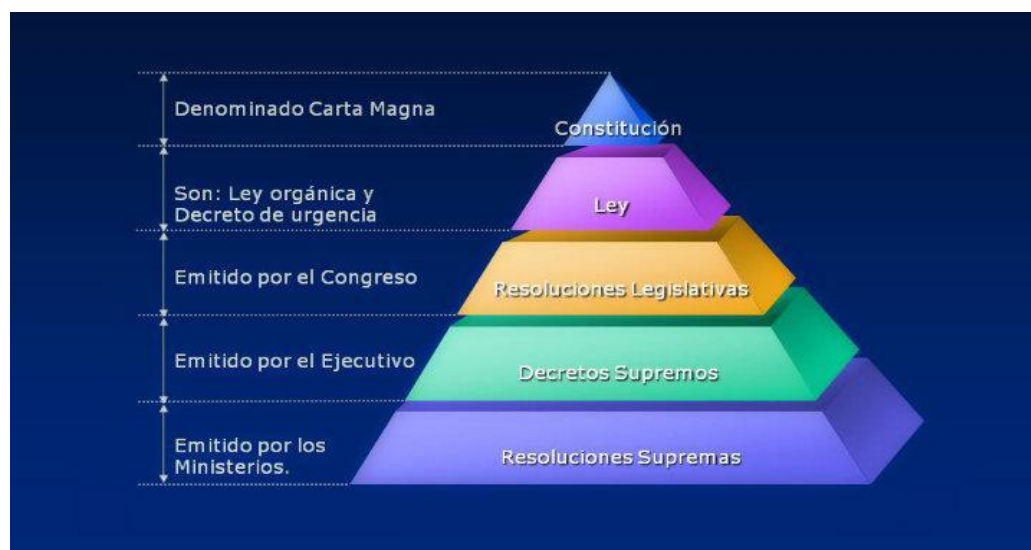 Denominado Carta Magna
Constitución
Son: Ley orgánica y
Decreto de urgencia
Ley
Emitido por el Congreso
Resoluciones Legislativas
Emitido por el Ejecutivo
Decretos Supremos
Emitido por los
Ministerios.
Resoluciones Supremas